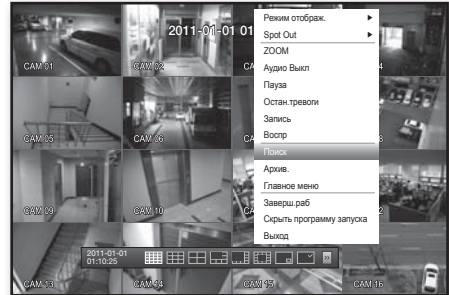 2011-01-01 01
CAM 01
CAM 02
4
CAM 05
CAM 06
8
CAM 09
CAM 10
2
CAM 13
CAM 14
CAM 15
CAM 16
Режим отображ.
Spot Out
ZOOM
Аудио Выкл
Пауза
Остан.тревоги
Запись
Воспр
Поиск
Архив.
Главное меню
Заверш.раб
Скрыть программу запуска
Выход
2011-01-01
01:10:25